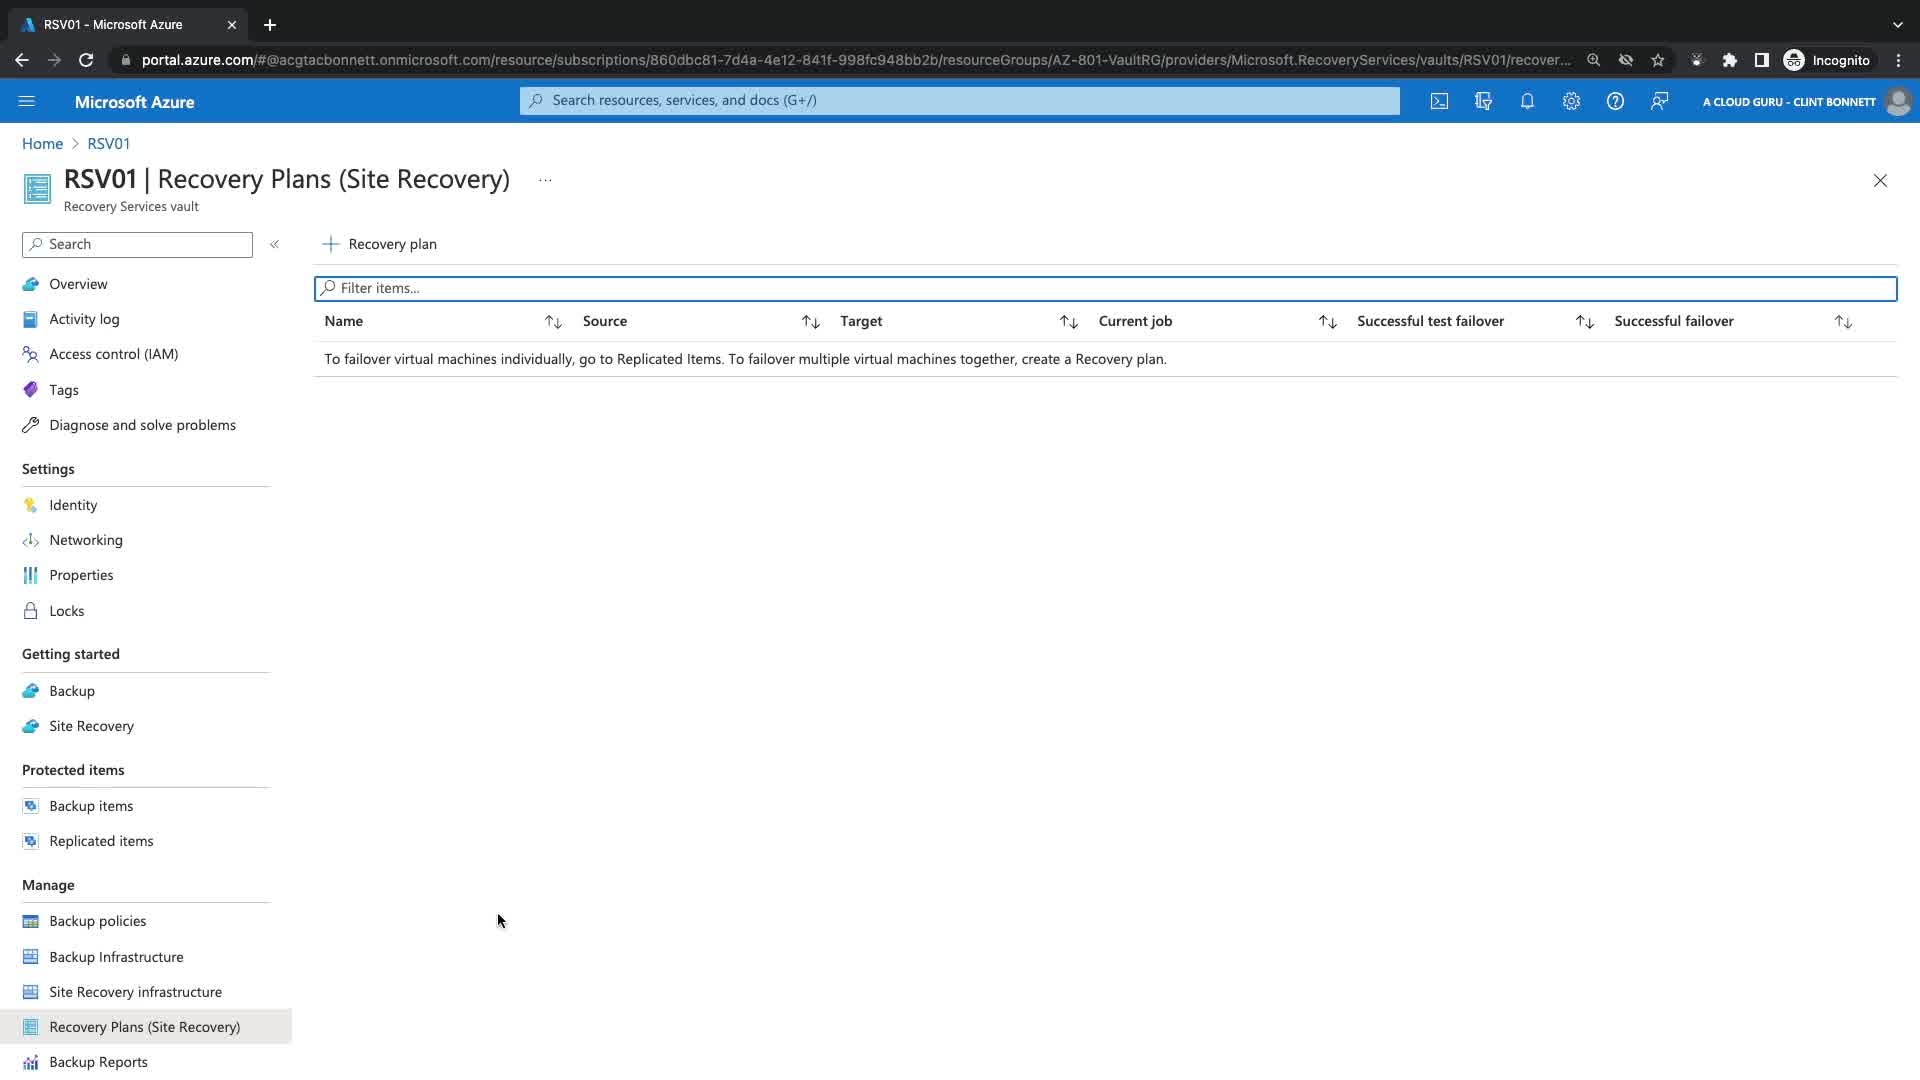 RSV01 - Microsoft Azure
portal.azure.com/#@acgtacbonnett.onmicrosoft.com/resource/subscriptions/860dbc81-7d4a-4e12-841f-998fc948bb2b/resourceGroups/AZ-801-VaultRG/providers/Microsoft.RecoveryServices/vaults/RSV01/recover...
Incognito
Microsoft Azure
Search resources, services, and docs (G+/)
A CLOUD GURU - CLINT BONNETT
Home > RSV01
RSV01 | Recovery Plans (Site Recovery) ...
Recovery Services vault
Search
«
Recovery plan
Filter items...
Name Source Target Current job Successful test failover Successful failover
To failover virtual machines individually, go to Replicated Items. To failover multiple virtual machines together, create a Recovery plan.
Overview
Activity log
Access control (IAM)
Tags
Diagnose and solve problems
Settings
Identity
Networking
Properties
Locks
Getting started
Backup
Site Recovery
Protected items
Backup items
Replicated items
Manage
Backup policies
Backup Infrastructure
Site Recovery infrastructure
Recovery Plans (Site Recovery)
Backup Reports